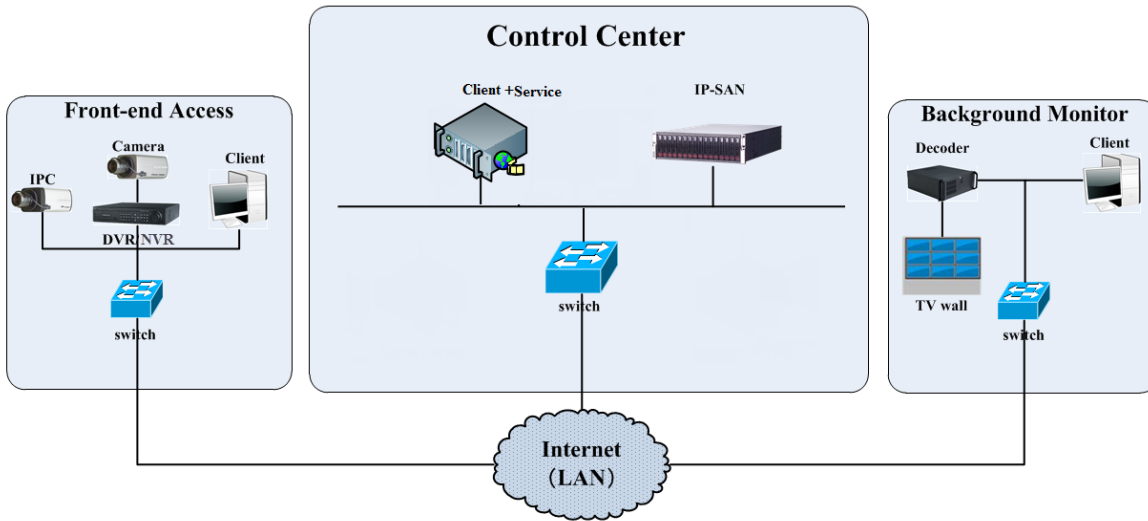 Control Center
Client +Service
IP-SAN
switch
Front-end Access
Camera
Client
IPC
DVR/NVR
switch
Background Monitor
Decoder
Client
TV wall
switch
Internet
（LAN）